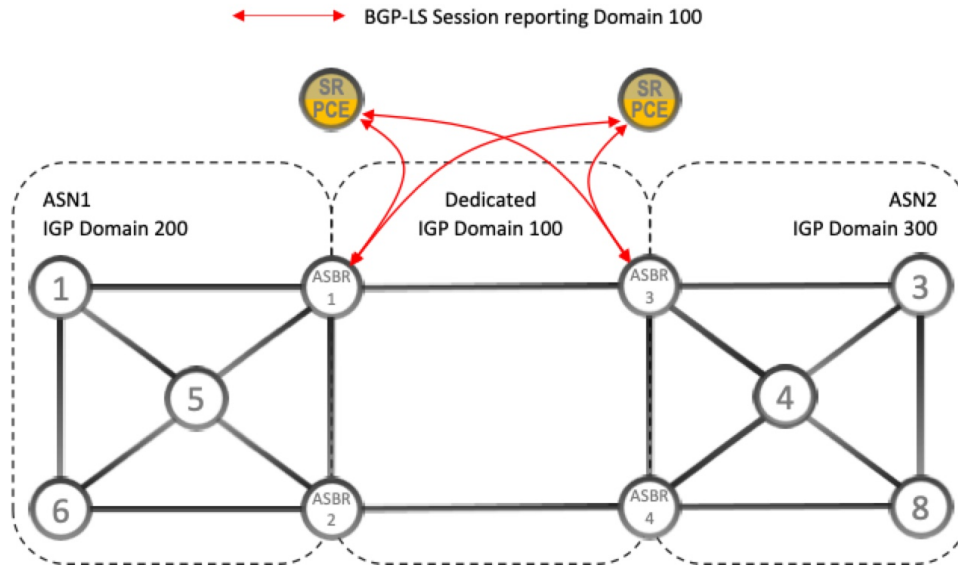 BGP-LS Session reporting Domain 100
SR
PCE
SR
PCE
ASN1
IGP Domain 200
Dedicated
IGP Domain 100
ASN2
IGP Domain 300
1
ASBR
1
ASBR
3
3
5
4
6
ASBR
2
ASBR
4
8